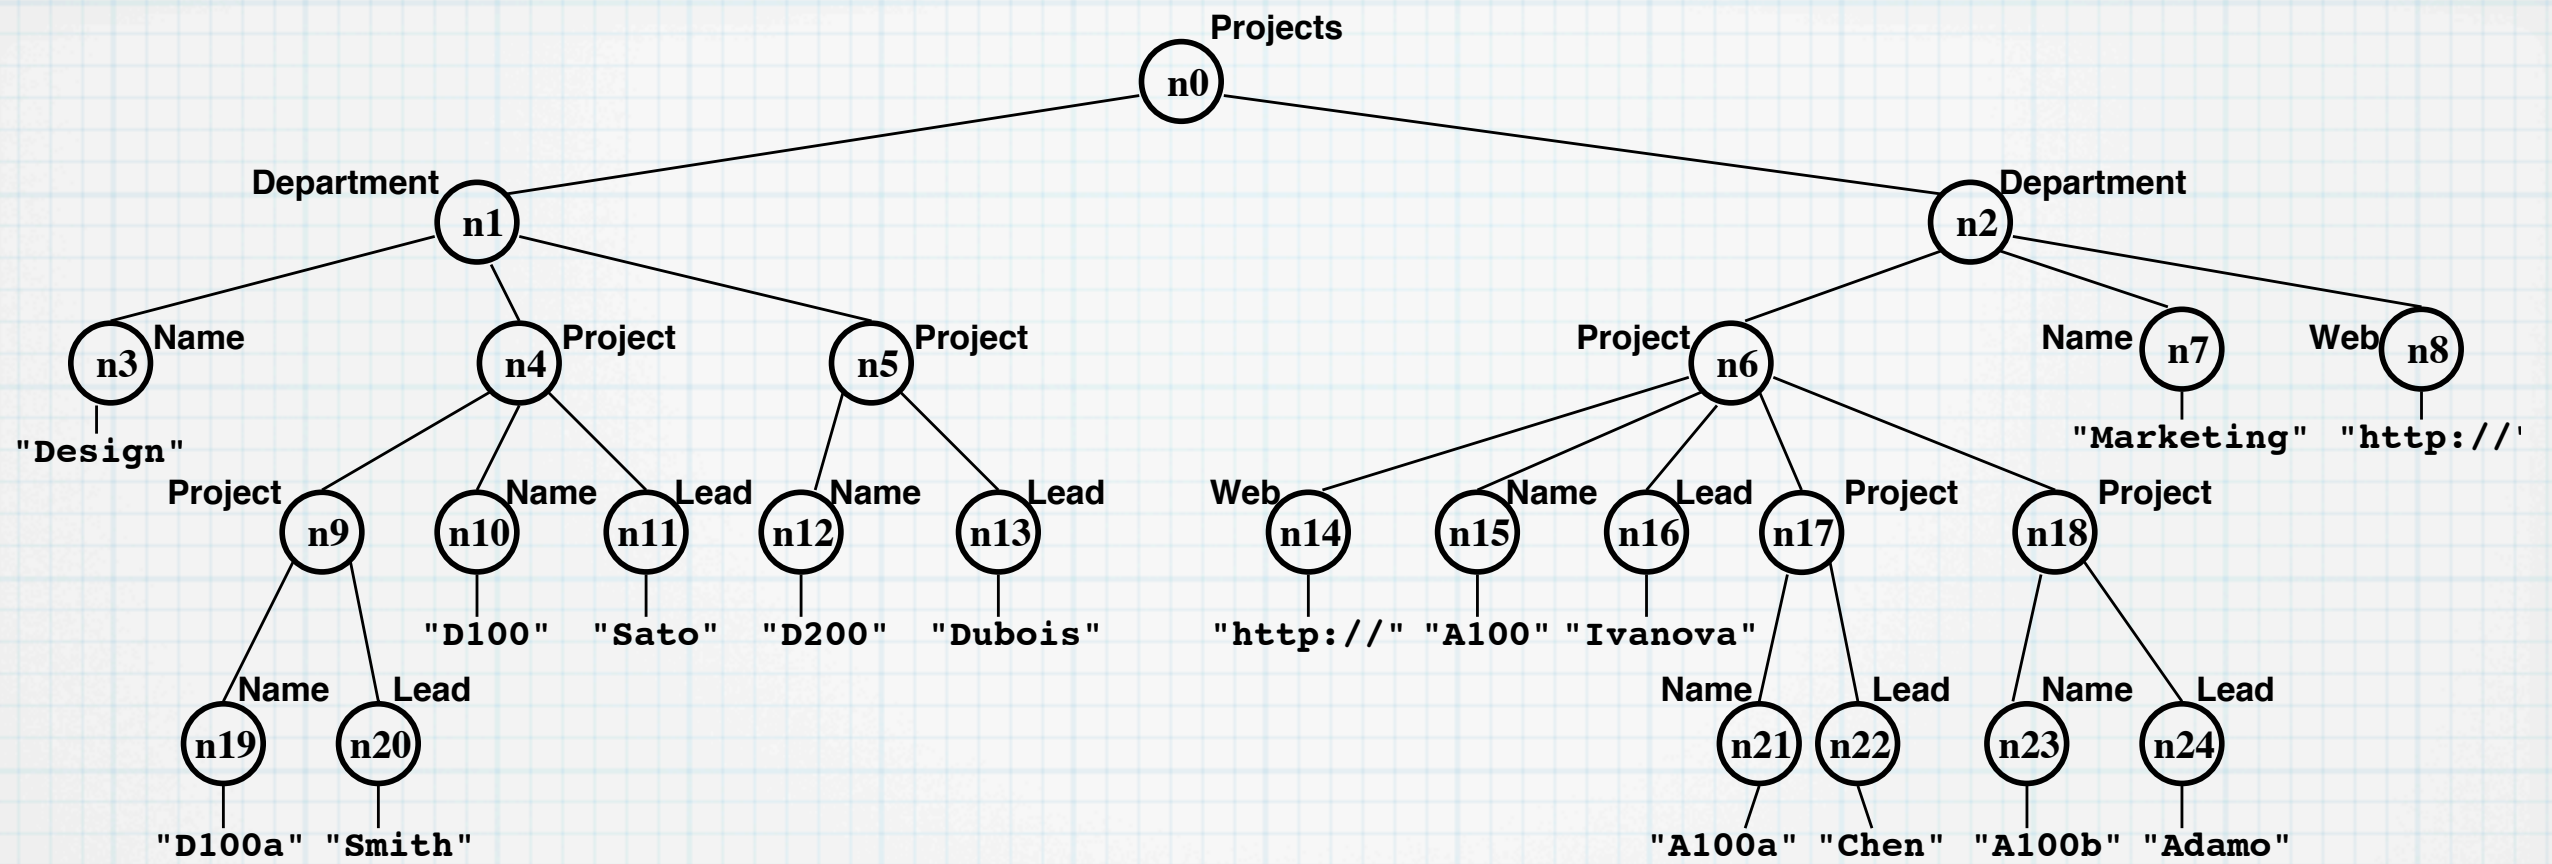 Projects
n0
Department Department
n1 n2
Name Project Project Project Name Web
n3 n4 n5 n6 n7 n8
"Design" "Marketing" "http://'
Project Name Lead Name Lead Web Name Lead Project Project
n9 n10 n11 n12 n13 n14 n15 n16 n17 n18
"D100" "Sato" "D200" "Dubois" "http://" "A100" "Ivanova"
Name Lead Name Lead Name Lead
n19 n20 n21 n22 n23 n24
"D100a" "Smith" "A100a" "Chen" "A100b" "Adamo"